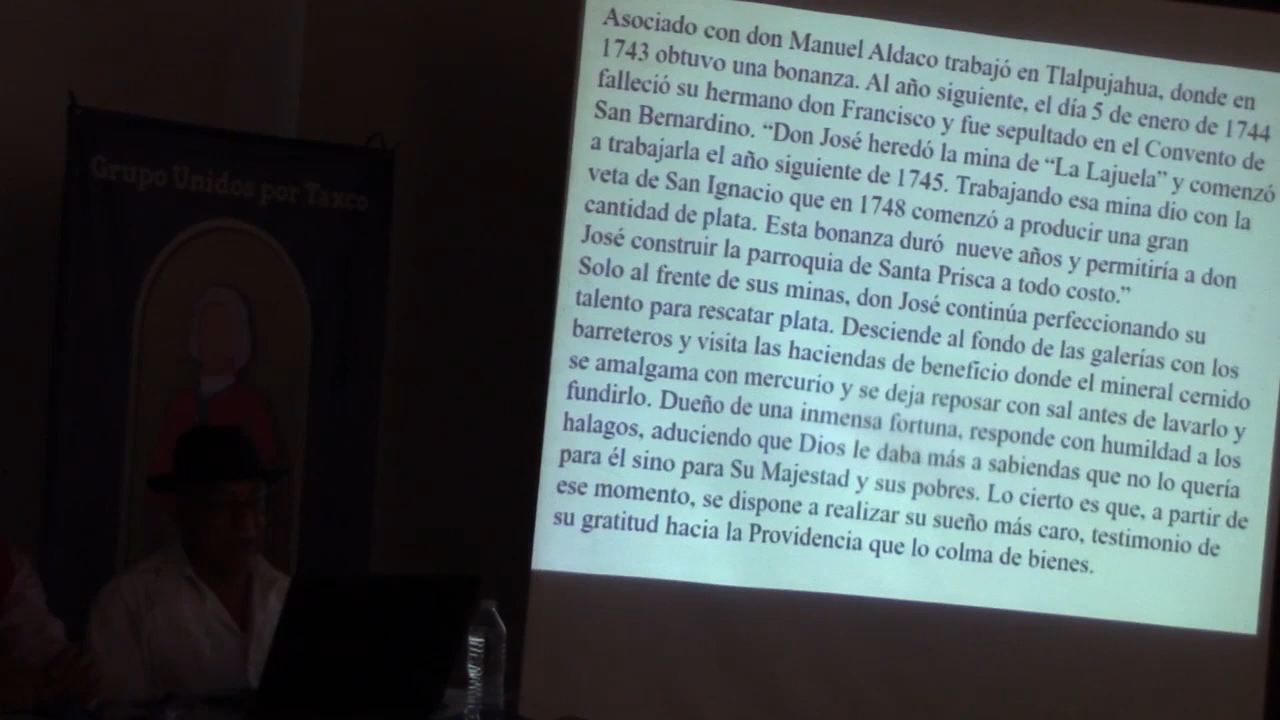 Grupo Unidos por Taxco
Asociado con don Manuel Aldaco trabajó en Tlalpujahua, donde en
1743 obtuvo una bonanza. Al año siguiente, el día 5 de enero de 1744
falleció su hermano don Francisco y fue sepultado en el Convento de
San Bernardino. “Don José heredó la mina de “La Lajuela” y comenzó
a trabajarla el año siguiente de 1745. Trabajando esa mina dio con la
veta de San Ignacio que en 1748 comenzó a producir una gran
cantidad de plata. Esta bonanza duró nueve años y permitiría a don
José construir la parroquia de Santa Prisca a todo costo.”
Solo al frente de sus minas, don José continúa perfeccionando su
talento para rescatar plata. Desciende al fondo de las galerías con los
barreteros y visita las haciendas de beneficio donde el mineral cernido
se amalgama con mercurio y se deja reposar con sal antes de lavarlo y
fundirlo. Dueño de una inmensa fortuna, responde con humildad a los
halagos, aduciendo que Dios le daba más a sabiendas que no lo quería
para él sino para Su Majestad y sus pobres. Lo cierto es que, a partir de
ese momento, se dispone a realizar su sueño más caro, testimonio de
su gratitud hacia la Providencia que lo colma de bienes.